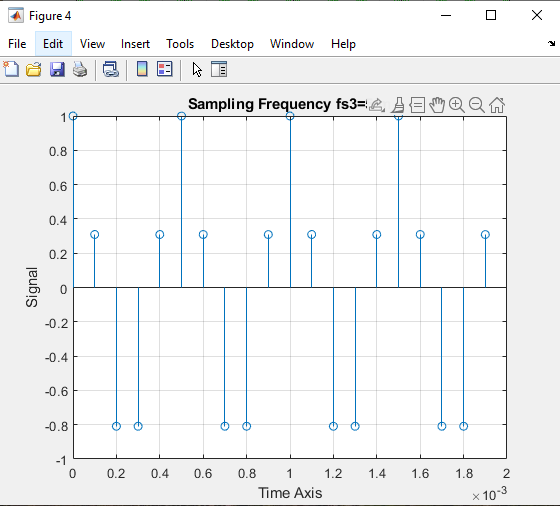 Figure 4
File Edit View Insert Tools Desktop Window Help
Sampling Frequency fs3=
1
0.8
0.6
0.4
0.2
0
-0.2
-0.4
-0.6
-0.8
-1
Signal
0 0.2 0.4 0.6 0.8 1 1.2 1.4 1.6 1.8 2
Time Axis
×10-3